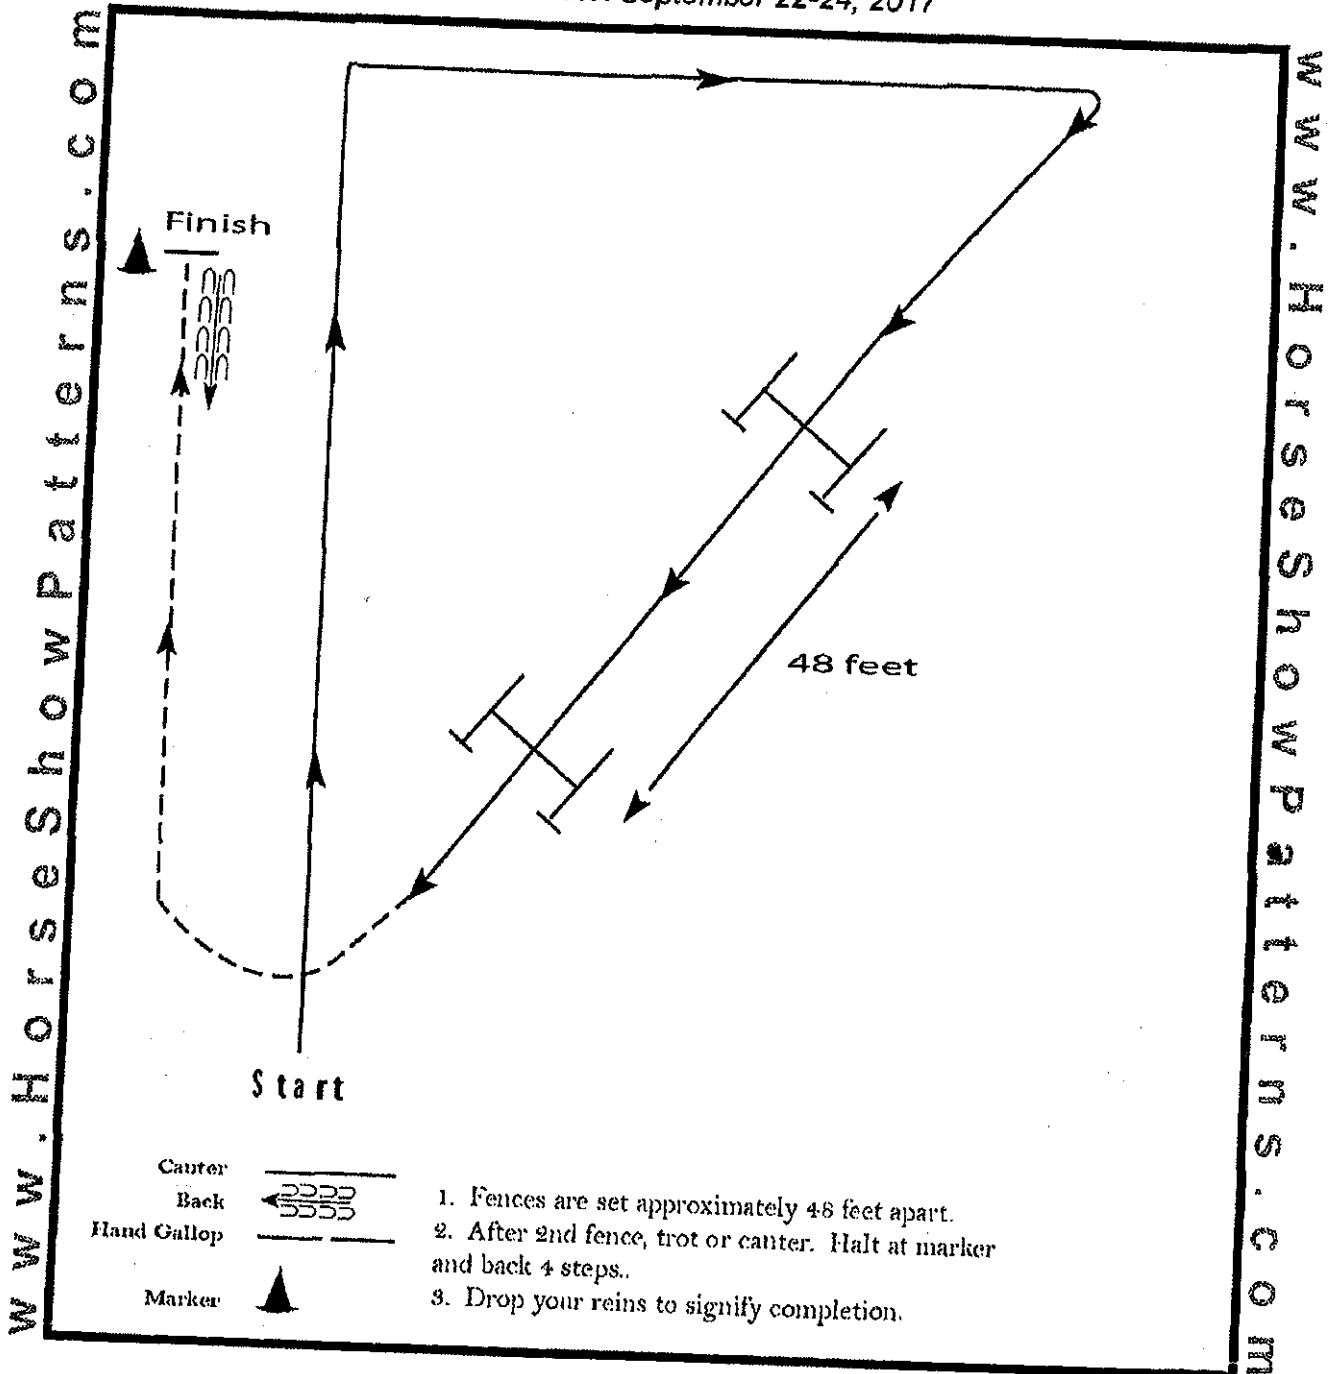 September 22-24, 2017
www.HorseShowPatterns.com
www.HorseShowPatterns.com
Finish
48 feet
Start
Canter
Back
Hand Gallop
Marker
1. Fences are set approximately 48 feet apart.
2. After 2nd fence, trot or canter. Halt at marker
and back 4 steps..
3. Drop your reins to signify completion.